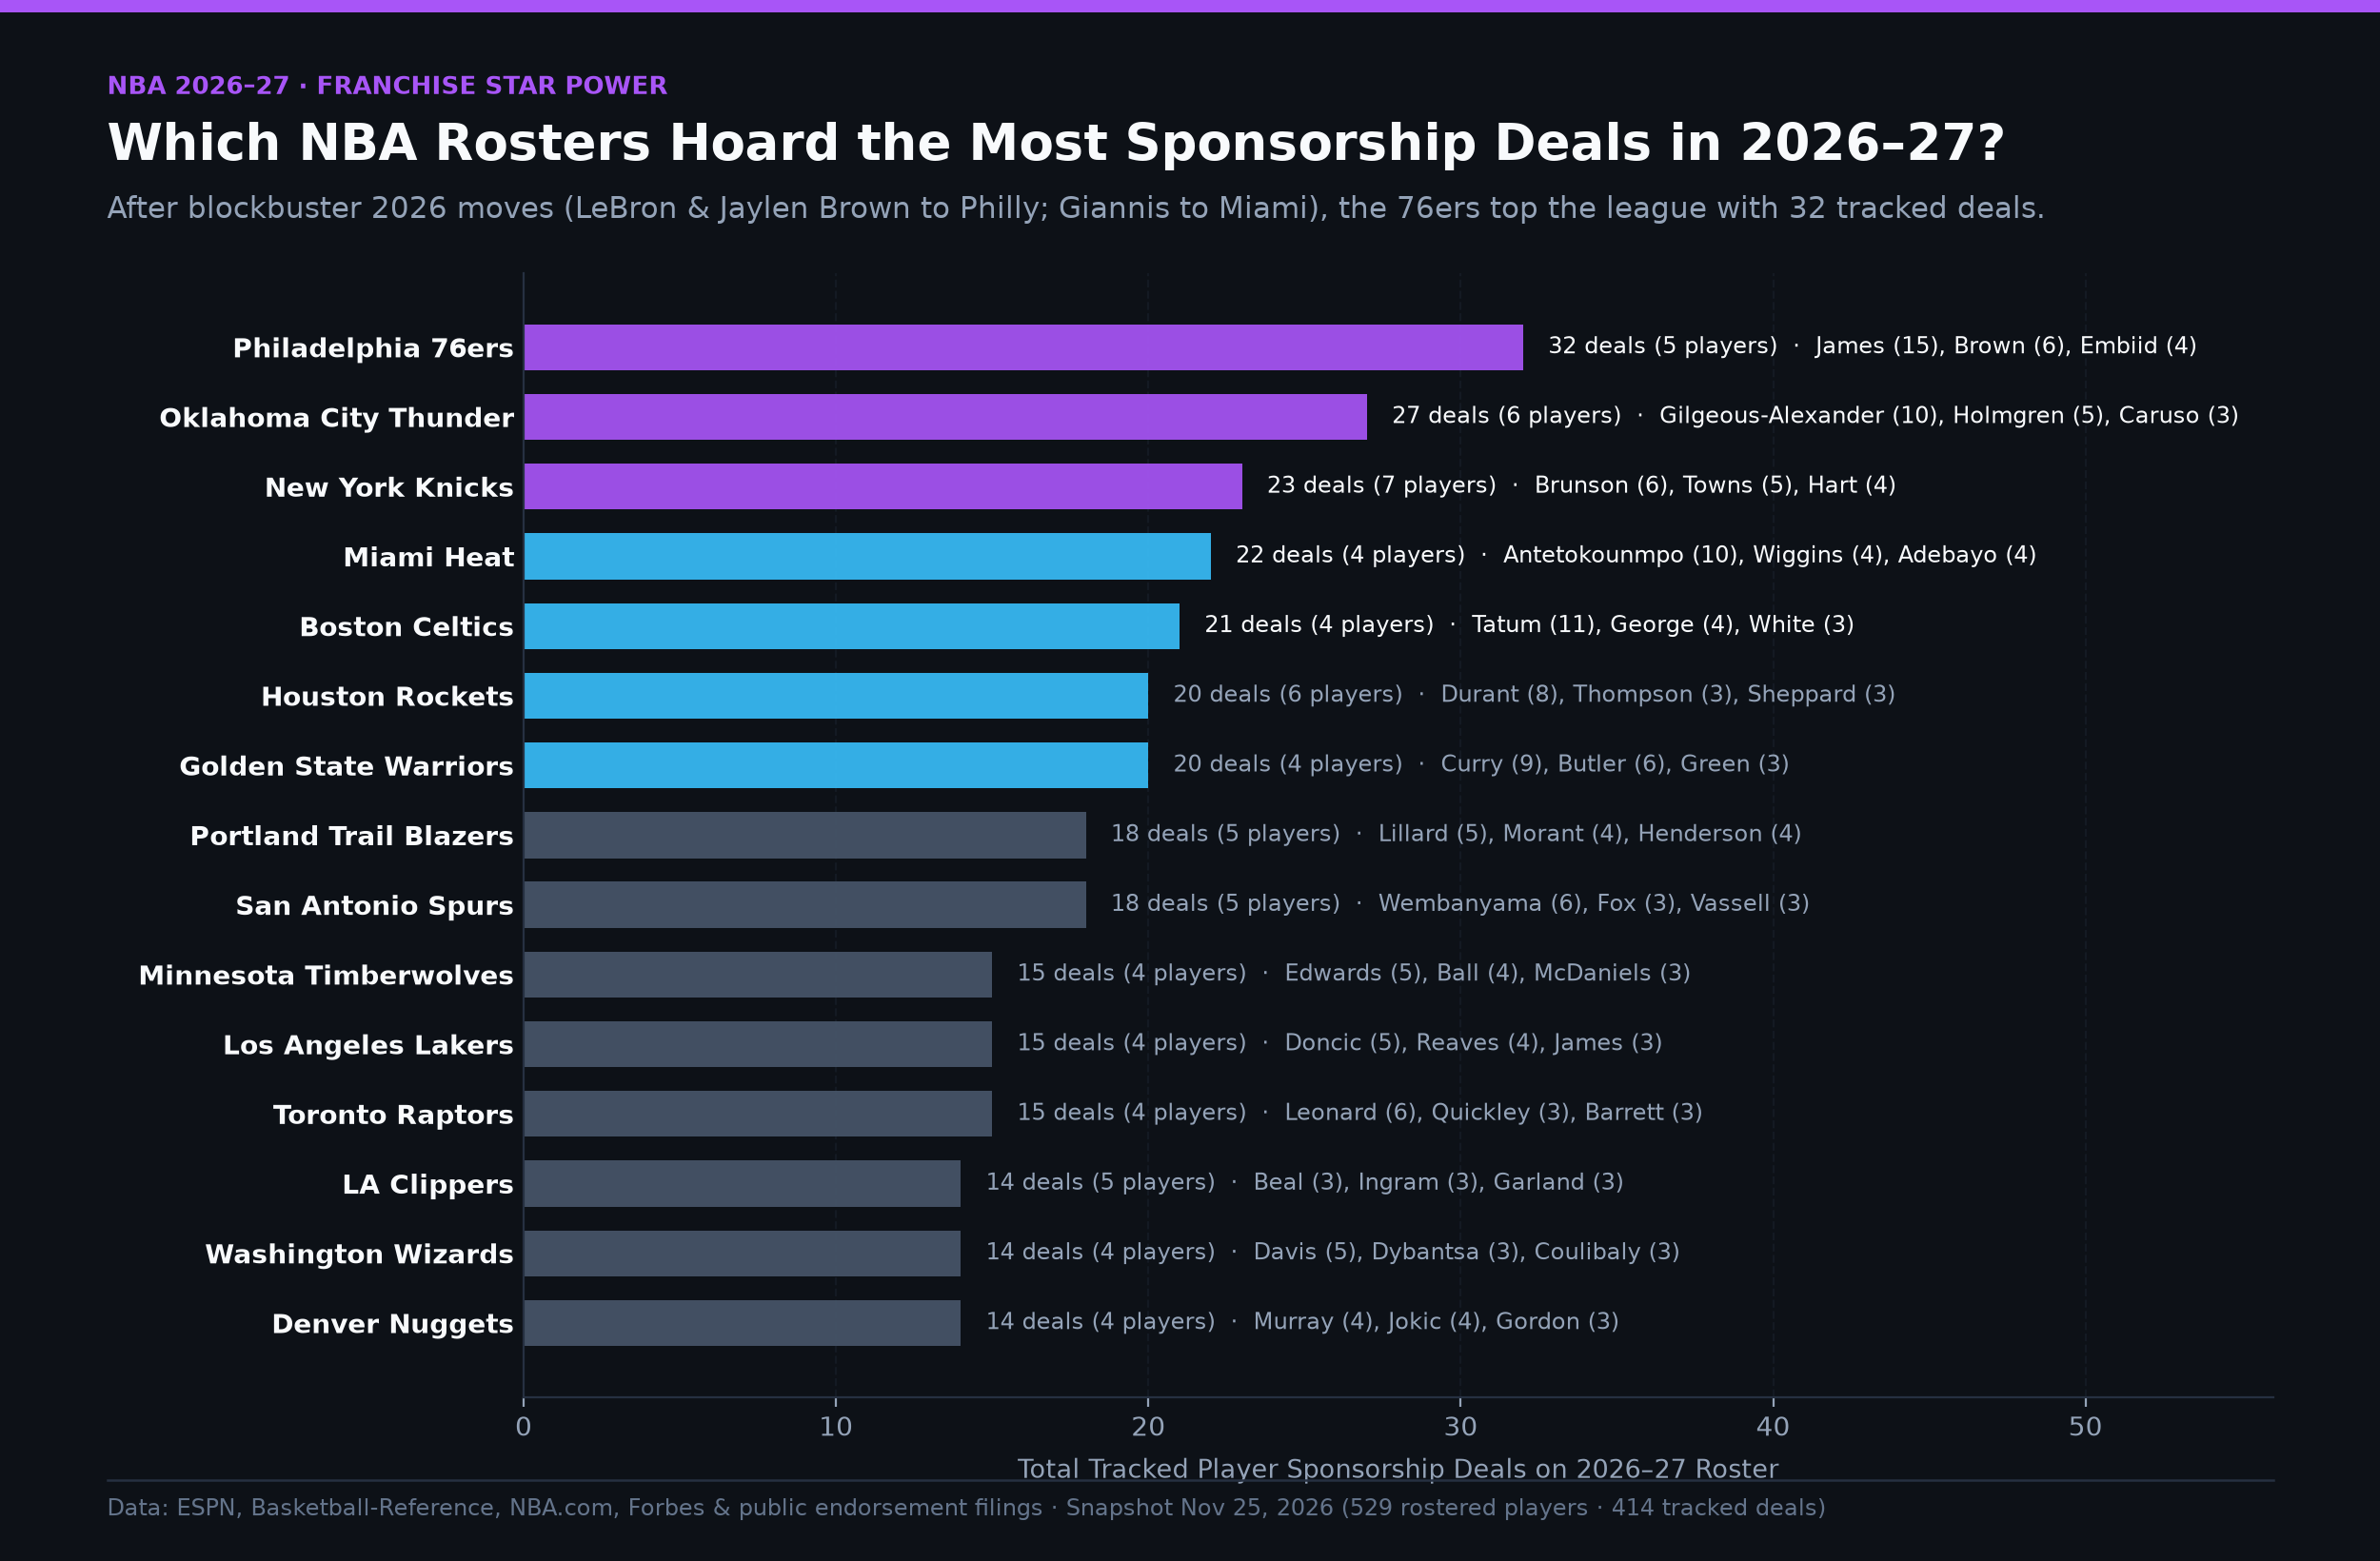 NBA 2026–27 · FRANCHISE STAR POWER
Which NBA Rosters Hoard the Most Sponsorship Deals in 2026–27?
After blockbuster 2026 moves (LeBron & Jaylen Brown to Philly; Giannis to Miami), the 76ers top the league with 32 tracked deals.
Philadelphia 76ers 32 deals (5 players) · James (15), Brown (6), Embiid (4)
Oklahoma City Thunder 27 deals (6 players) · Gilgeous-Alexander (10), Holmgren (5), Caruso (3)
New York Knicks 23 deals (7 players) · Brunson (6), Towns (5), Hart (4)
Miami Heat 22 deals (4 players) · Antetokounmpo (10), Wiggins (4), Adebayo (4)
Boston Celtics 21 deals (4 players) · Tatum (11), George (4), White (3)
Houston Rockets 20 deals (6 players) · Durant (8), Thompson (3), Sheppard (3)
Golden State Warriors 20 deals (4 players) · Curry (9), Butler (6), Green (3)
Portland Trail Blazers 18 deals (5 players) · Lillard (5), Morant (4), Henderson (4)
San Antonio Spurs 18 deals (5 players) · Wembanyama (6), Fox (3), Vassell (3)
Minnesota Timberwolves 15 deals (4 players) · Edwards (5), Ball (4), McDaniels (3)
Los Angeles Lakers 15 deals (4 players) · Doncic (5), Reaves (4), James (3)
Toronto Raptors 15 deals (4 players) · Leonard (6), Quickley (3), Barrett (3)
LA Clippers 14 deals (5 players) · Beal (3), Ingram (3), Garland (3)
Washington Wizards 14 deals (4 players) · Davis (5), Dybantsa (3), Coulibaly (3)
Denver Nuggets 14 deals (4 players) · Murray (4), Jokic (4), Gordon (3)
0 10 20 30 40 50
Total Tracked Player Sponsorship Deals on 2026–27 Roster
Data: ESPN, Basketball-Reference, NBA.com, Forbes & public endorsement filings · Snapshot Nov 25, 2026 (529 rostered players · 414 tracked deals)